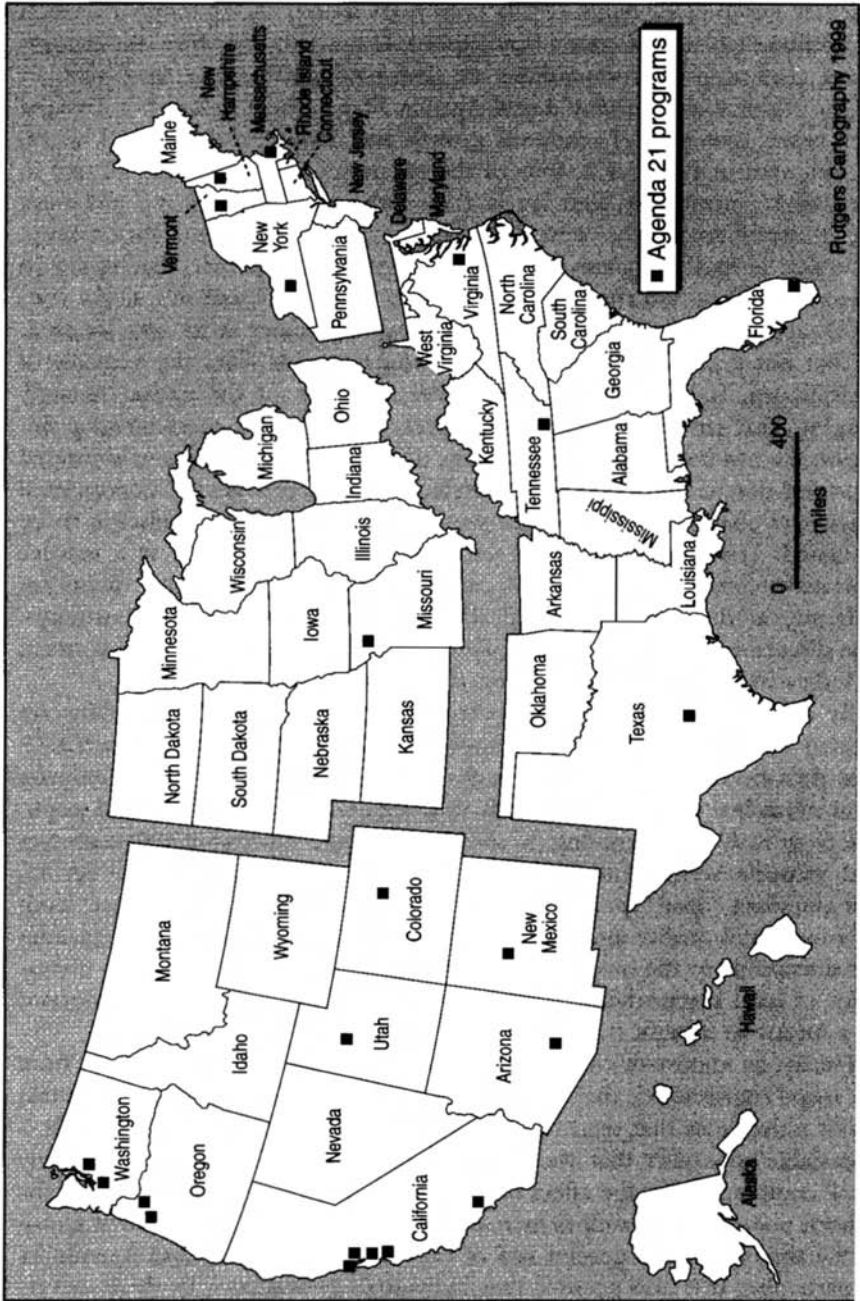 Washington
Oregon
California
Idaho
Nevada
Montana
Wyoming
Utah
Colorado
Arizona
New
Mexico
North Dakota
South Dakota
Nebraska
Kansas
Minnesota
Iowa
Missouri
Wisconsin
Illinois
Michigan
Indiana
Ohio
Oklahoma
Texas
Arkansas
Louisiana
Kentucky
Tennessee
Mississippi
Alabama
Georgia
Florida
West
Virginia
Virginia
North
Carolina
South
Carolina
Delaware
Maryland
Pennsylvania
New Jersey
New
York
Vermont
Maine
New
Hampshire
Massachusetts
Rhode Island
Connecticut
Alaska
Hawaii
0 400
miles
Agenda 21 programs
Rutgers Cartography 1999